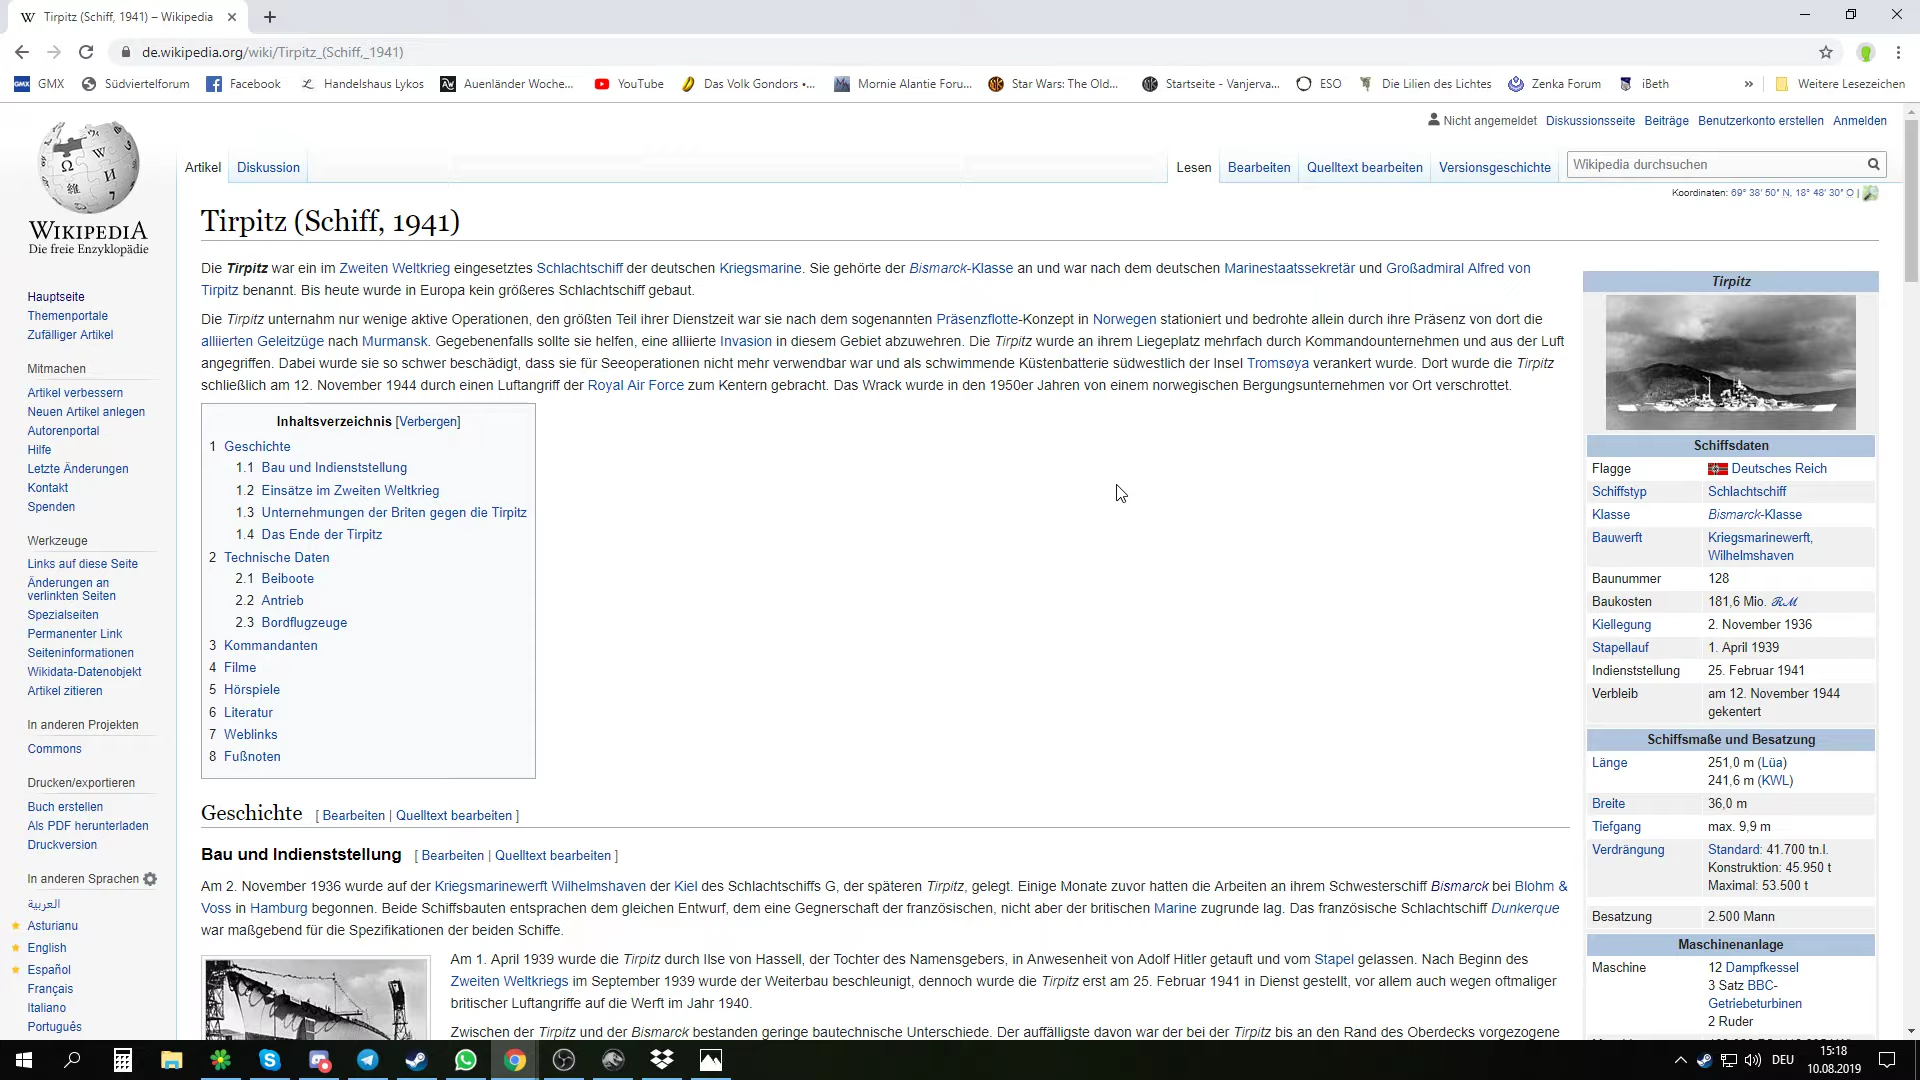 Tirpitz (Schiff, 1941) – Wikipedia
de.wikipedia.org/wiki/Tirpitz_(Schiff,_1941)
GMX Südviertelforum Facebook Handelshaus Lykos Auenländer Woche... YouTube Das Volk Gondors •... Mornie Alantie Foru... Star Wars: The Old... Startseite - Vanjerva... ESO Die Lilien des Lichtes Zenka Forum iBeth » Weitere Lesezeichen
Nicht angemeldet Diskussionsseite Beiträge Benutzerkonto erstellen Anmelden
Artikel Diskussion Lesen Bearbeiten Quelltext bearbeiten Versionsgeschichte Wikipedia durchsuchen
Koordinaten: 69° 38′ 50″ N, 18° 48′ 30″ O |
WIKIPEDIA
Die freie Enzyklopädie
Hauptseite
Themenportale
Zufälliger Artikel
Mitmachen
Artikel verbessern
Neuen Artikel anlegen
Autorenportal
Hilfe
Letzte Änderungen
Kontakt
Spenden
Werkzeuge
Links auf diese Seite
Änderungen an
verlinkten Seiten
Spezialseiten
Permanenter Link
Seiteninformationen
Wikidata-Datenobjekt
Artikel zitieren
In anderen Projekten
Commons
Drucken/exportieren
Buch erstellen
Als PDF herunterladen
Druckversion
In anderen Sprachen
العربية
Asturianu
English
Español
Français
Italiano
Português
Tirpitz (Schiff, 1941)
Die Tirpitz war ein im Zweiten Weltkrieg eingesetztes Schlachtschiff der deutschen Kriegsmarine. Sie gehörte der Bismarck-Klasse an und war nach dem deutschen Marinestaatssekretär und Großadmiral Alfred von
Tirpitz benannt. Bis heute wurde in Europa kein größeres Schlachtschiff gebaut.
Die Tirpitz unternahm nur wenige aktive Operationen, den größten Teil ihrer Dienstzeit war sie nach dem sogenannten Präsenzflotte-Konzept in Norwegen stationiert und bedrohte allein durch ihre Präsenz von dort die
alliierten Geleitzüge nach Murmansk. Gegebenenfalls sollte sie helfen, eine alliierte Invasion in diesem Gebiet abzuwehren. Die Tirpitz wurde an ihrem Liegeplatz mehrfach durch Kommandounternehmen und aus der Luft
angegriffen. Dabei wurde sie so schwer beschädigt, dass sie für Seeoperationen nicht mehr verwendbar war und als schwimmende Küstenbatterie südwestlich der Insel Tromsøya verankert wurde. Dort wurde die Tirpitz
schließlich am 12. November 1944 durch einen Luftangriff der Royal Air Force zum Kentern gebracht. Das Wrack wurde in den 1950er Jahren von einem norwegischen Bergungsunternehmen vor Ort verschrottet.
Inhaltsverzeichnis [Verbergen]
1 Geschichte
1.1 Bau und Indienststellung
1.2 Einsätze im Zweiten Weltkrieg
1.3 Unternehmungen der Briten gegen die Tirpitz
1.4 Das Ende der Tirpitz
2 Technische Daten
2.1 Beiboote
2.2 Antrieb
2.3 Bordflugzeuge
3 Kommandanten
4 Filme
5 Hörspiele
6 Literatur
7 Weblinks
8 Fußnoten
Geschichte [ Bearbeiten | Quelltext bearbeiten ]
Bau und Indienststellung [ Bearbeiten | Quelltext bearbeiten ]
Am 2. November 1936 wurde auf der Kriegsmarinewerft Wilhelmshaven der Kiel des Schlachtschiffs G, der späteren Tirpitz, gelegt. Einige Monate zuvor hatten die Arbeiten an ihrem Schwesterschiff Bismarck bei Blohm &
Voss in Hamburg begonnen. Beide Schiffsbauten entsprachen dem gleichen Entwurf, dem eine Gegnerschaft der französischen, nicht aber der britischen Marine zugrunde lag. Das französische Schlachtschiff Dunkerque
war maßgebend für die Spezifikationen der beiden Schiffe.
Am 1. April 1939 wurde die Tirpitz durch Ilse von Hassell, der Tochter des Namensgebers, in Anwesenheit von Adolf Hitler getauft und vom Stapel gelassen. Nach Beginn des
Zweiten Weltkriegs im September 1939 wurde der Weiterbau beschleunigt, dennoch wurde die Tirpitz erst am 25. Februar 1941 in Dienst gestellt, vor allem auch wegen oftmaliger
britischer Luftangriffe auf die Werft im Jahr 1940.
Zwischen der Tirpitz und der Bismarck bestanden geringe bautechnische Unterschiede. Der auffälligste davon war der bei der Tirpitz bis an den Rand des Oberdecks vorgezogene
Tirpitz
Schiffsdaten
Flagge Deutsches Reich
Schiffstyp Schlachtschiff
Klasse Bismarck-Klasse
Bauwerft Kriegsmarinewerft,
Wilhelmshaven
Baunummer 128
Baukosten 181,6 Mio. ℛℳ
Kiellegung 2. November 1936
Stapellauf 1. April 1939
Indienststellung 25. Februar 1941
Verbleib am 12. November 1944
gekentert
Schiffsmaße und Besatzung
Länge 251,0 m (Lüa)
241,6 m (KWL)
Breite 36,0 m
Tiefgang max. 9,9 m
Verdrängung Standard: 41.700 tn.l.
Konstruktion: 45.950 t
Maximal: 53.500 t
Besatzung 2.500 Mann
Maschinenanlage
Maschine 12 Dampfkessel
3 Satz BBC-
Getriebeturbinen
2 Ruder
DEU
15:18
10.08.2019